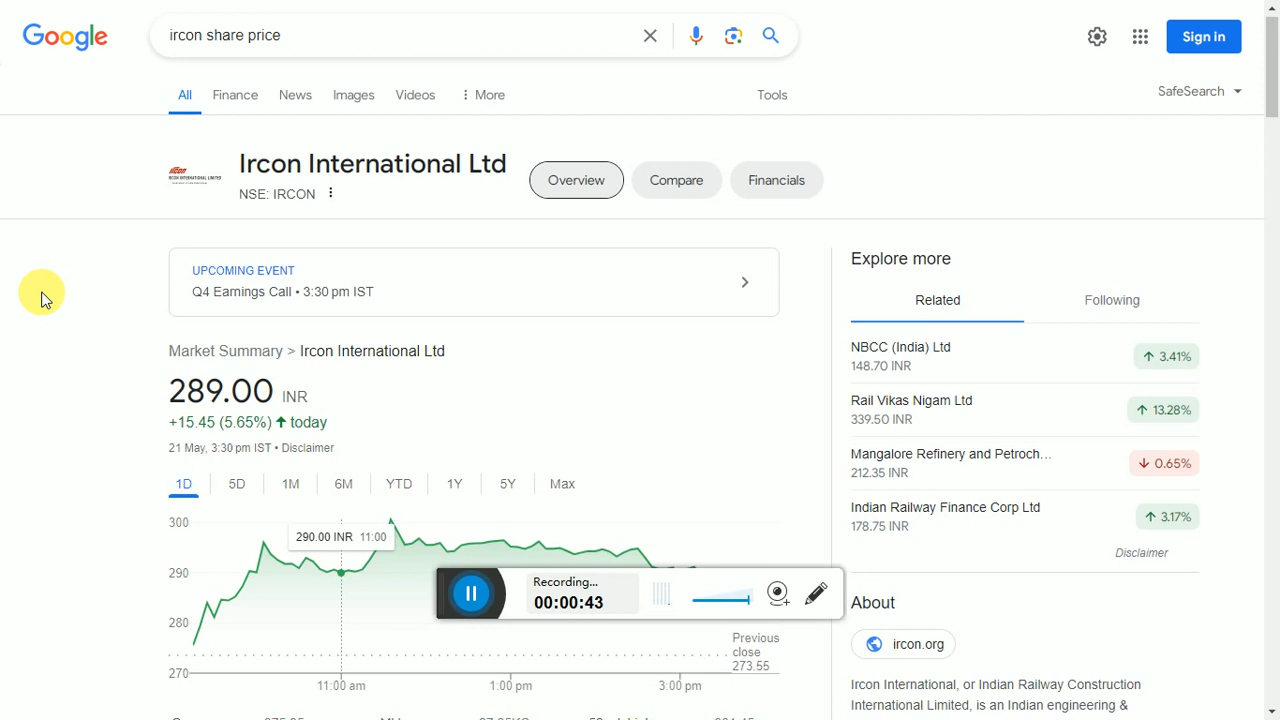 Google
ircon share price
Sign in
All
Finance
News
Images
Videos
More
Tools
SafeSearch
Ircon International Ltd
NSE: IRCON
Overview
Compare
Financials
UPCOMING EVENT
Q4 Earnings Call • 3:30 pm IST
Market Summary > Ircon International Ltd
289.00 INR
+15.45 (5.65%) today
21 May, 3:30 pm IST • Disclaimer
1D
5D
1M
6M
YTD
1Y
5Y
Max
300
290
280
270
290.00 INR 11:00
Previous
close
273.55
11:00 am
1:00 pm
3:00 pm
Recording...
00:00:43
Explore more
Related
Following
NBCC (India) Ltd
148.70 INR
3.41%
Rail Vikas Nigam Ltd
339.50 INR
13.28%
Mangalore Refinery and Petroch...
212.35 INR
0.65%
Indian Railway Finance Corp Ltd
178.75 INR
3.17%
Disclaimer
About
ircon.org
Ircon International, or Indian Railway Construction
International Limited, is an Indian engineering &